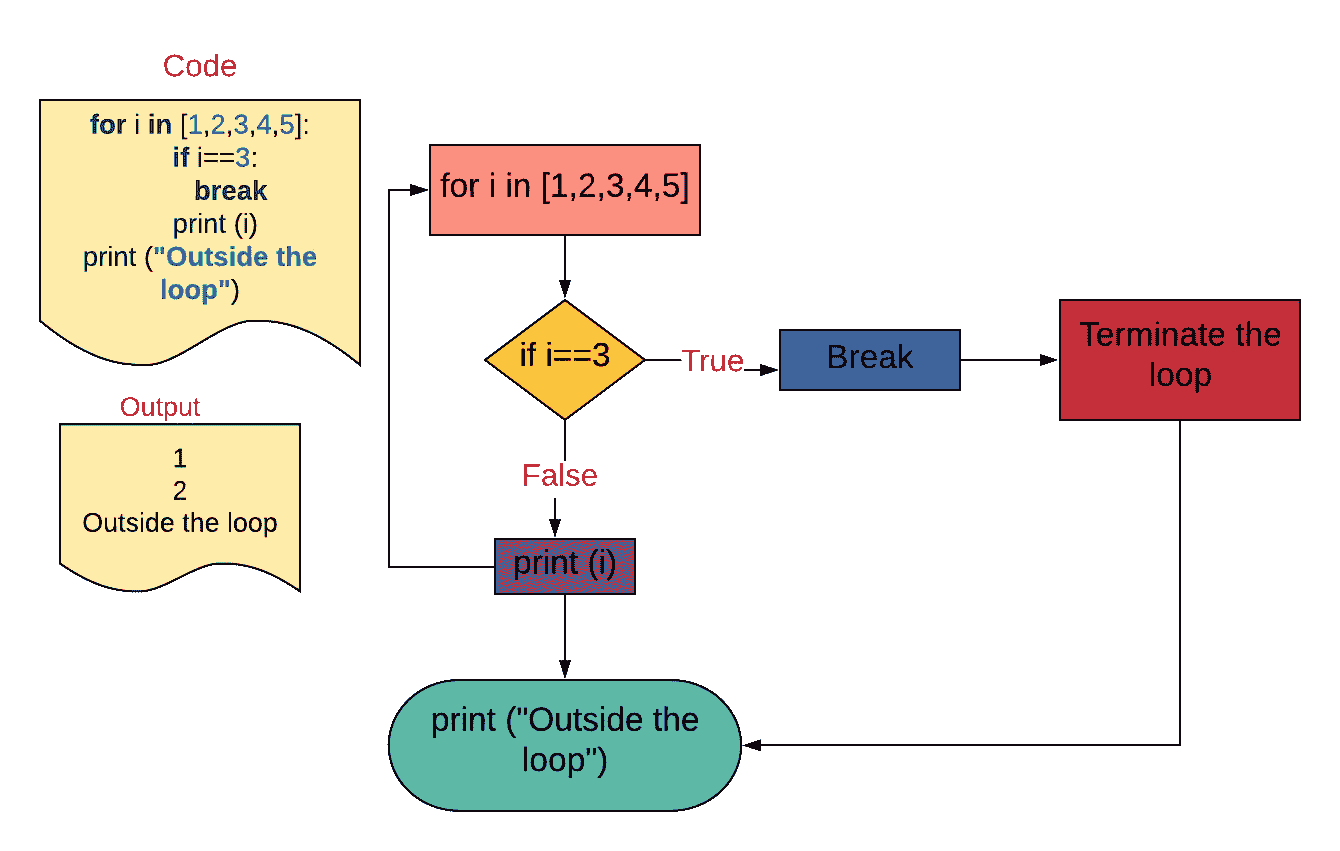 Code
for i in [1,2,3,4,5]:
if i==3:
break
print (i)
print ("Outside the
loop")
Output
1
2
Outside the loop
for i in [1,2,3,4,5]
if i==3
True
Break
Terminate the
loop
False
print (i)
print ("Outside the
loop")